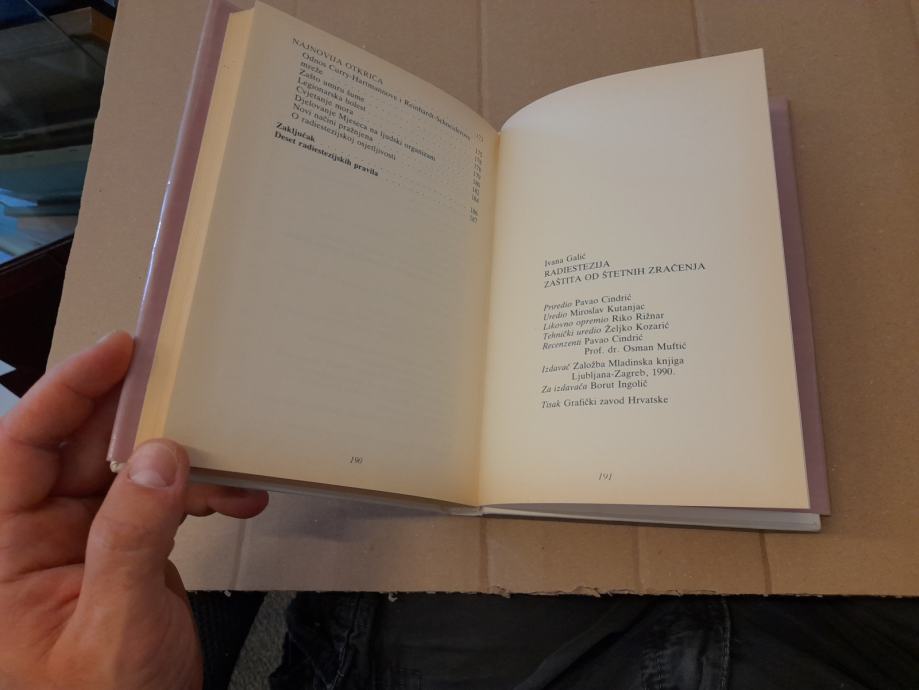 NAJNOVIJA OTKRIĆA
Odnos Curry-Hartmannove i Reinhardt-Schneiderove
mreže
Zašto umiru šume
Legionarska bolest
Cvjetanje mora
Djelovanje Mjeseca na ljudski organizam
Novi načini pražnjena
O radiestezijskoj osjetljivosti
Zaključak
Deset radiestezijskih pravila
190
Ivana Galić
RADIESTEZIJA
ZAŠTITA OD ŠTETNIH ZRAČENJA
Priredio Pavao Cindrić
Uredio Miroslav Kutanjac
Likovno opremio Riko Rižnar
Tehnički uredio Željko Kozarić
Recenzenti Pavao Cindrić
Prof. dr. Osman Muftić
Izdavač Založba Mladinska knjiga
Ljubljana-Zagreb, 1990.
Za izdavača Borut Ingolič
Tisak Grafički zavod Hrvatske
191